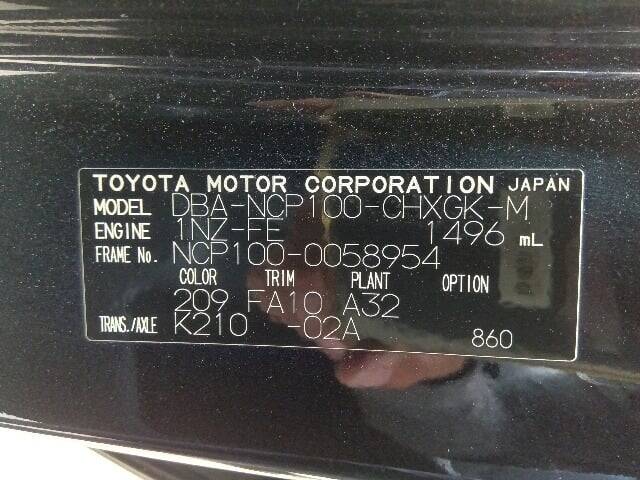 TOYOTA MOTOR CORPORATION JAPAN
MODEL DBA-NCP100-CHXGK-M
ENGINE 1NZ-FE 1496 mL
FRAME No. NCP100-0058954
COLOR TRIM PLANT OPTION
209 FA10 A32
TRANS./AXLE K210 -02A 860